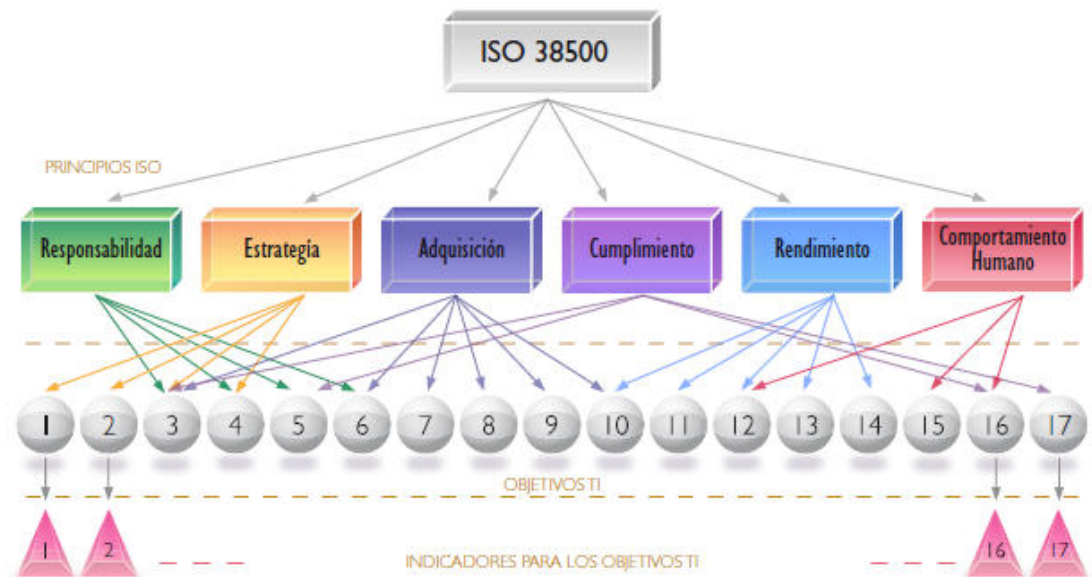 ISO 38500
PRINCIPIOS ISO
Responsabilidad
Estrategía
Adquisición
Cumplimiento
Rendimiento
Comportamiento
Humano
1 2 3 4 5 6 7 8 9 10 11 12 13 14 15 16 17
OBJETIVOS TI
1 2 16 17
INDICADORES PARA LOS OBJETIVOS TI